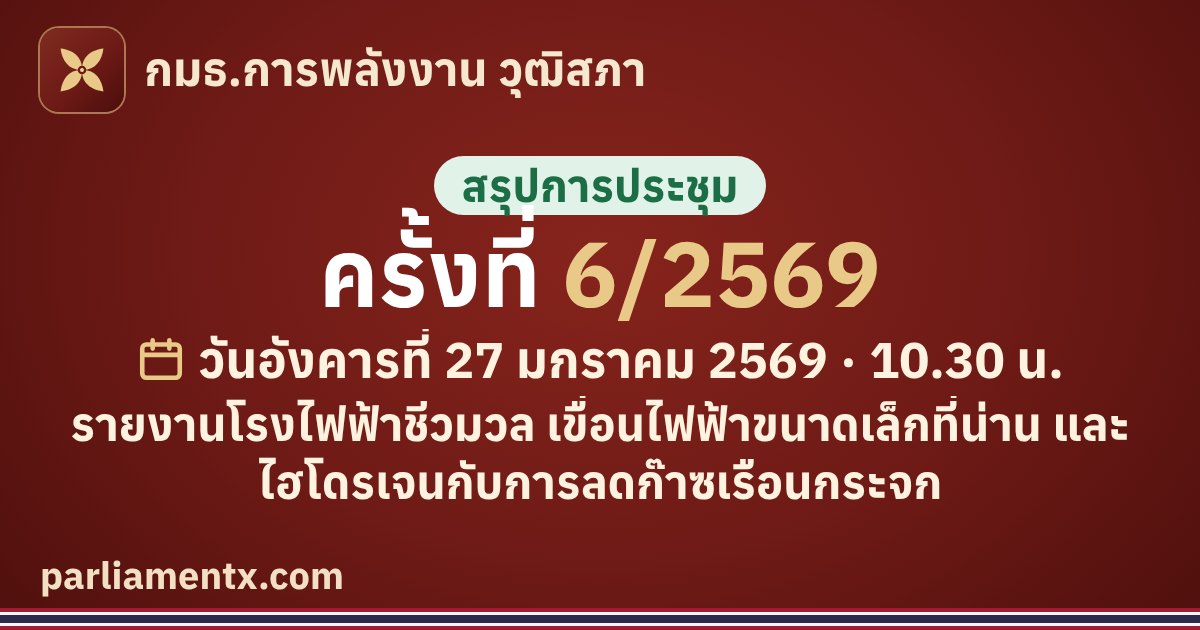 กมธ.การพลังงาน วุฒิสภา
สรุปการประชุม
ครั้งที่ 6/2569
วันอังคารที่ 27 มกราคม 2569 · 10.30 น.
รายงานโรงไฟฟ้าชีวมวล เขื่อนไฟฟ้าขนาดเล็กที่น่าน และ
ไฮโดรเจนกับการลดก๊าซเรือนกระจก
parliamentx.com